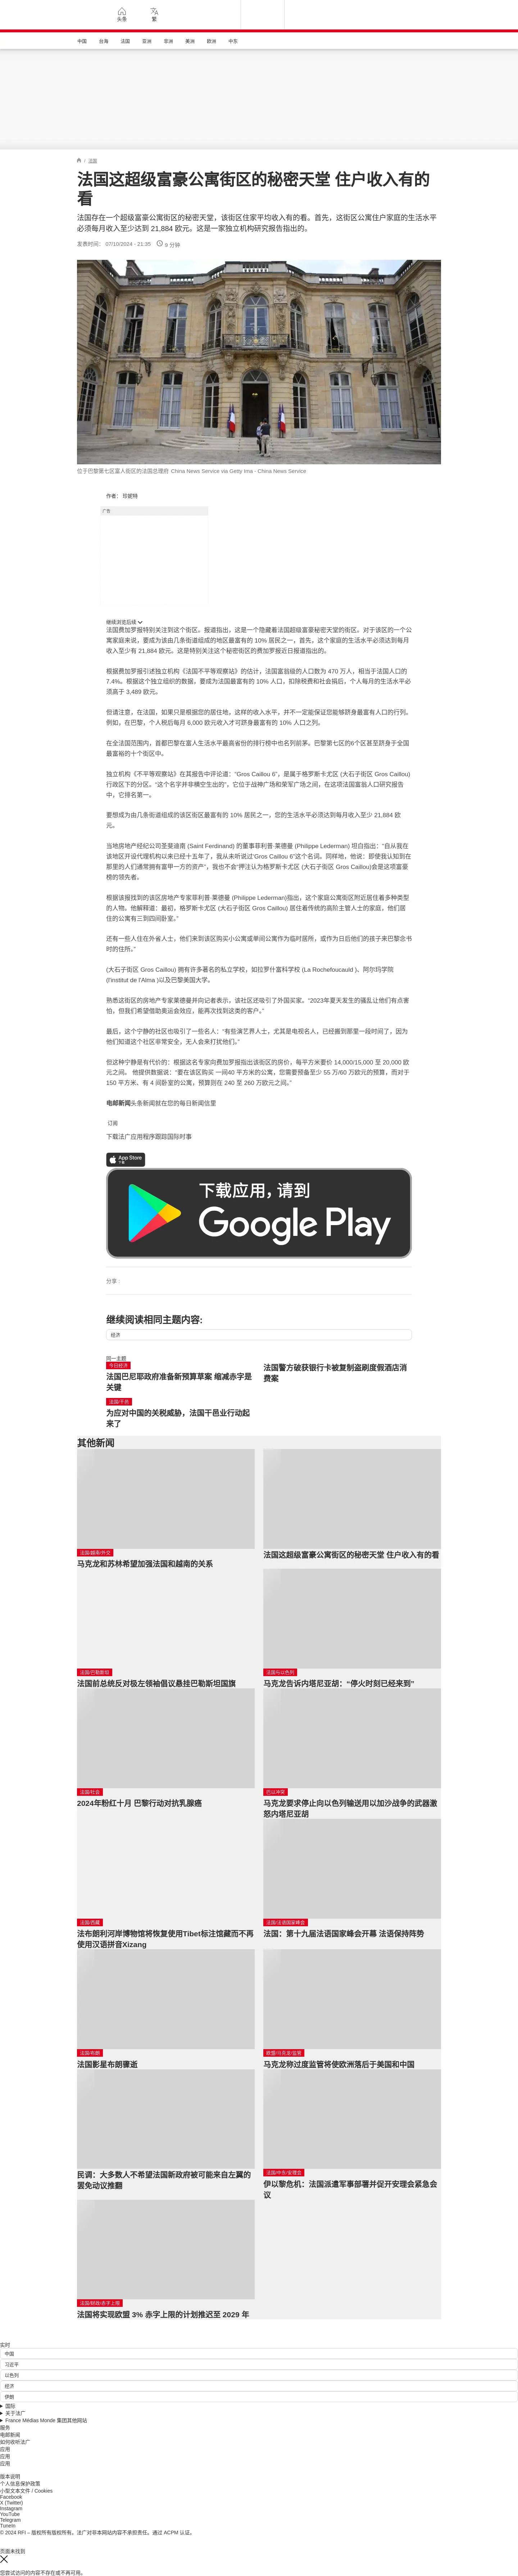 头条
繁
中国
台海
法国
亚洲
非洲
美洲
欧洲
中东
/ 法国
法国这超级富豪公寓街区的秘密天堂 住户收入有的
看
法国存在一个超级富豪公寓街区的秘密天堂，该街区住家平均收入有的看。首先，这街区公寓住户家庭的生活水平
必须每月收入至少达到 21,884 欧元。这是一家独立机构研究报告指出的。
发表时间： 07/10/2024 - 21:35
9 分钟
位于巴黎第七区富人街区的法国总理府 China News Service via Getty Ima - China News Service
作者： 珍妮特
广告
继续浏览后续
法国费加罗报特别关注到这个街区。报道指出，这是一个隐藏着法国超级富豪秘密天堂的街区。对于该区的一个公
寓家庭来说，要成为该由几条街道组成的地区最富有的 10% 居民之一，首先，这个家庭的生活水平必须达到每月
收入至少有 21,884 欧元。这是特别关注这个秘密街区的费加罗报近日报道指出的。
根据费加罗报引述独立机构《法国不平等观察站》的估计，法国富翁级的人口数为 470 万人，相当于法国人口的
7.4%。根据这个独立组织的数据，要成为法国最富有的 10% 人口，扣除税费和社会捐后，个人每月的生活水平必
须高于 3,489 欧元。
但请注意，在法国，如果只是根据您的居住地，这样的收入水平，并不一定能保证您能够跻身最富有人口的行列。
例如，在巴黎，个人税后每月 6,000 欧元收入才可跻身最富有的 10% 人口之列。
在全法国范围内，首都巴黎在富人生活水平最高省份的排行榜中也名列前茅。巴黎第七区的6个区甚至跻身于全国
最富裕的十个街区中。
独立机构《不平等观察站》在其报告中评论道：“Gros Caillou 6”，是属于格罗斯卡尤区 (大石子街区 Gros Caillou)
行政区下的分区。“这个名字并非横空生出的”。它位于战神广场和荣军广场之间，在这项法国富翁人口研究报告
中，它排名第一。
要想成为由几条街道组成的该区街区最富有的 10% 居民之一，您的生活水平必须达到每月收入至少 21,884 欧
元。
当地房地产经纪公司圣斐迪南 (Saint Ferdinand) 的董事菲利普·莱德曼 (Philippe Lederman) 坦白指出：“自从我在
该地区开设代理机构以来已经十五年了，我从未听说过‘Gros Caillou 6”这个名词。同样地，他说：即使我认知到在
那里的人们通常拥有富甲一方的资产”，我也不会”押注认为格罗斯卡尤区 (大石子街区 Gros Caillou)会是这项富豪
榜的领先者。
根据该报找到的该区房地产专家菲利普·莱德曼 (Philippe Lederman)|指出，这个家庭公寓街区附近居住着多种类型
的人物。他解释道：最初，格罗斯卡尤区 (大石子街区 Gros Caillou) 居住着传统的高阶主管人士的家庭，他们居
住的公寓有三到四间卧室。”
还有一些人住在外省人士，他们来到该区购买小公寓或单间公寓作为临时居所，或作为日后他们的孩子来巴黎念书
时的住所。”
(大石子街区 Gros Caillou) 拥有许多著名的私立学校，如拉罗什富科学校 (La Rochefoucauld )、阿尔玛学院
(l'institut de l'Alma )以及巴黎美国大学。
熟悉这街区的房地产专家莱德曼并向记者表示，该社区还吸引了外国买家。“2023年夏天发生的骚乱让他们有点害
怕，但我们希望借助奥运会效应，能再次找到这类的客户。”
最后，这个宁静的社区也吸引了一些名人：“有些演艺界人士，尤其是电视名人，已经搬到那里一段时间了，因为
他们知道这个社区非常安全，无人会来打扰他们。”
但这种宁静是有代价的：根据这名专家向费加罗报指出该街区的房价，每平方米要价 14,000/15,000 至 20,000 欧
元之间。 他提供数据说：“要在该区购买 一间40 平方米的公寓，您需要预备至少 55 万/60 万欧元的预算，而对于
150 平方米、有 4 间卧室的公寓，预算则在 240 至 260 万欧元之间。”
电邮新闻头条新闻就在您的每日新闻信里
订阅
下载法广应用程序跟踪国际时事
App Store
下载应用，请到
Google Play
分享 :
继续阅读相同主题内容:
经济
同一主题
今日经济
法国巴尼耶政府准备新预算草案 缩减赤字是
关键
法国警方破获银行卡被复制盗刷度假酒店消
费案
法国/干邑
为应对中国的关税威胁，法国干邑业行动起
来了
其他新闻
法国/越南/外交
马克龙和苏林希望加强法国和越南的关系
法国这超级富豪公寓街区的秘密天堂 住户收入有的看
法国/巴勒斯坦
法国前总统反对极左领袖倡议悬挂巴勒斯坦国旗
法国与以色列
马克龙告诉内塔尼亚胡：“停火时刻已经来到”
法国/社会
2024年粉红十月 巴黎行动对抗乳腺癌
巴以冲突
马克龙要求停止向以色列输送用以加沙战争的武器激
怒内塔尼亚胡
法国/西藏
法布朗利河岸博物馆将恢复使用Tibet标注馆藏而不再
使用汉语拼音Xizang
法国/法语国家峰会
法国：第十九届法语国家峰会开幕 法语保持阵势
法国/布朗
法国影星布朗骤逝
欧盟/马克龙/监管
马克龙称过度监管将使欧洲落后于美国和中国
民调：大多数人不希望法国新政府被可能来自左翼的
罢免动议推翻
法国/中东/安理会
伊以黎危机：法国派遣军事部署并促开安理会紧急会
议
法国/财政/赤字上限
法国将实现欧盟 3% 赤字上限的计划推迟至 2029 年
实时
中国
习近平
以色列
经济
伊朗
国际
关于法广
France Médias Monde 集团其他网站
服务
电邮新闻
如何收听法广
应用
应用
应用
版本说明
个人信息保护政策
小型文本文件 / Cookies
Facebook
X (Twitter)
Instagram
YouTube
Telegram
TuneIn
© 2024 RFI – 版权所有版权所有。法广对非本网站内容不承担责任。通过 ACPM 认证。
页面未找到
您尝试访问的内容不存在或不再可用。